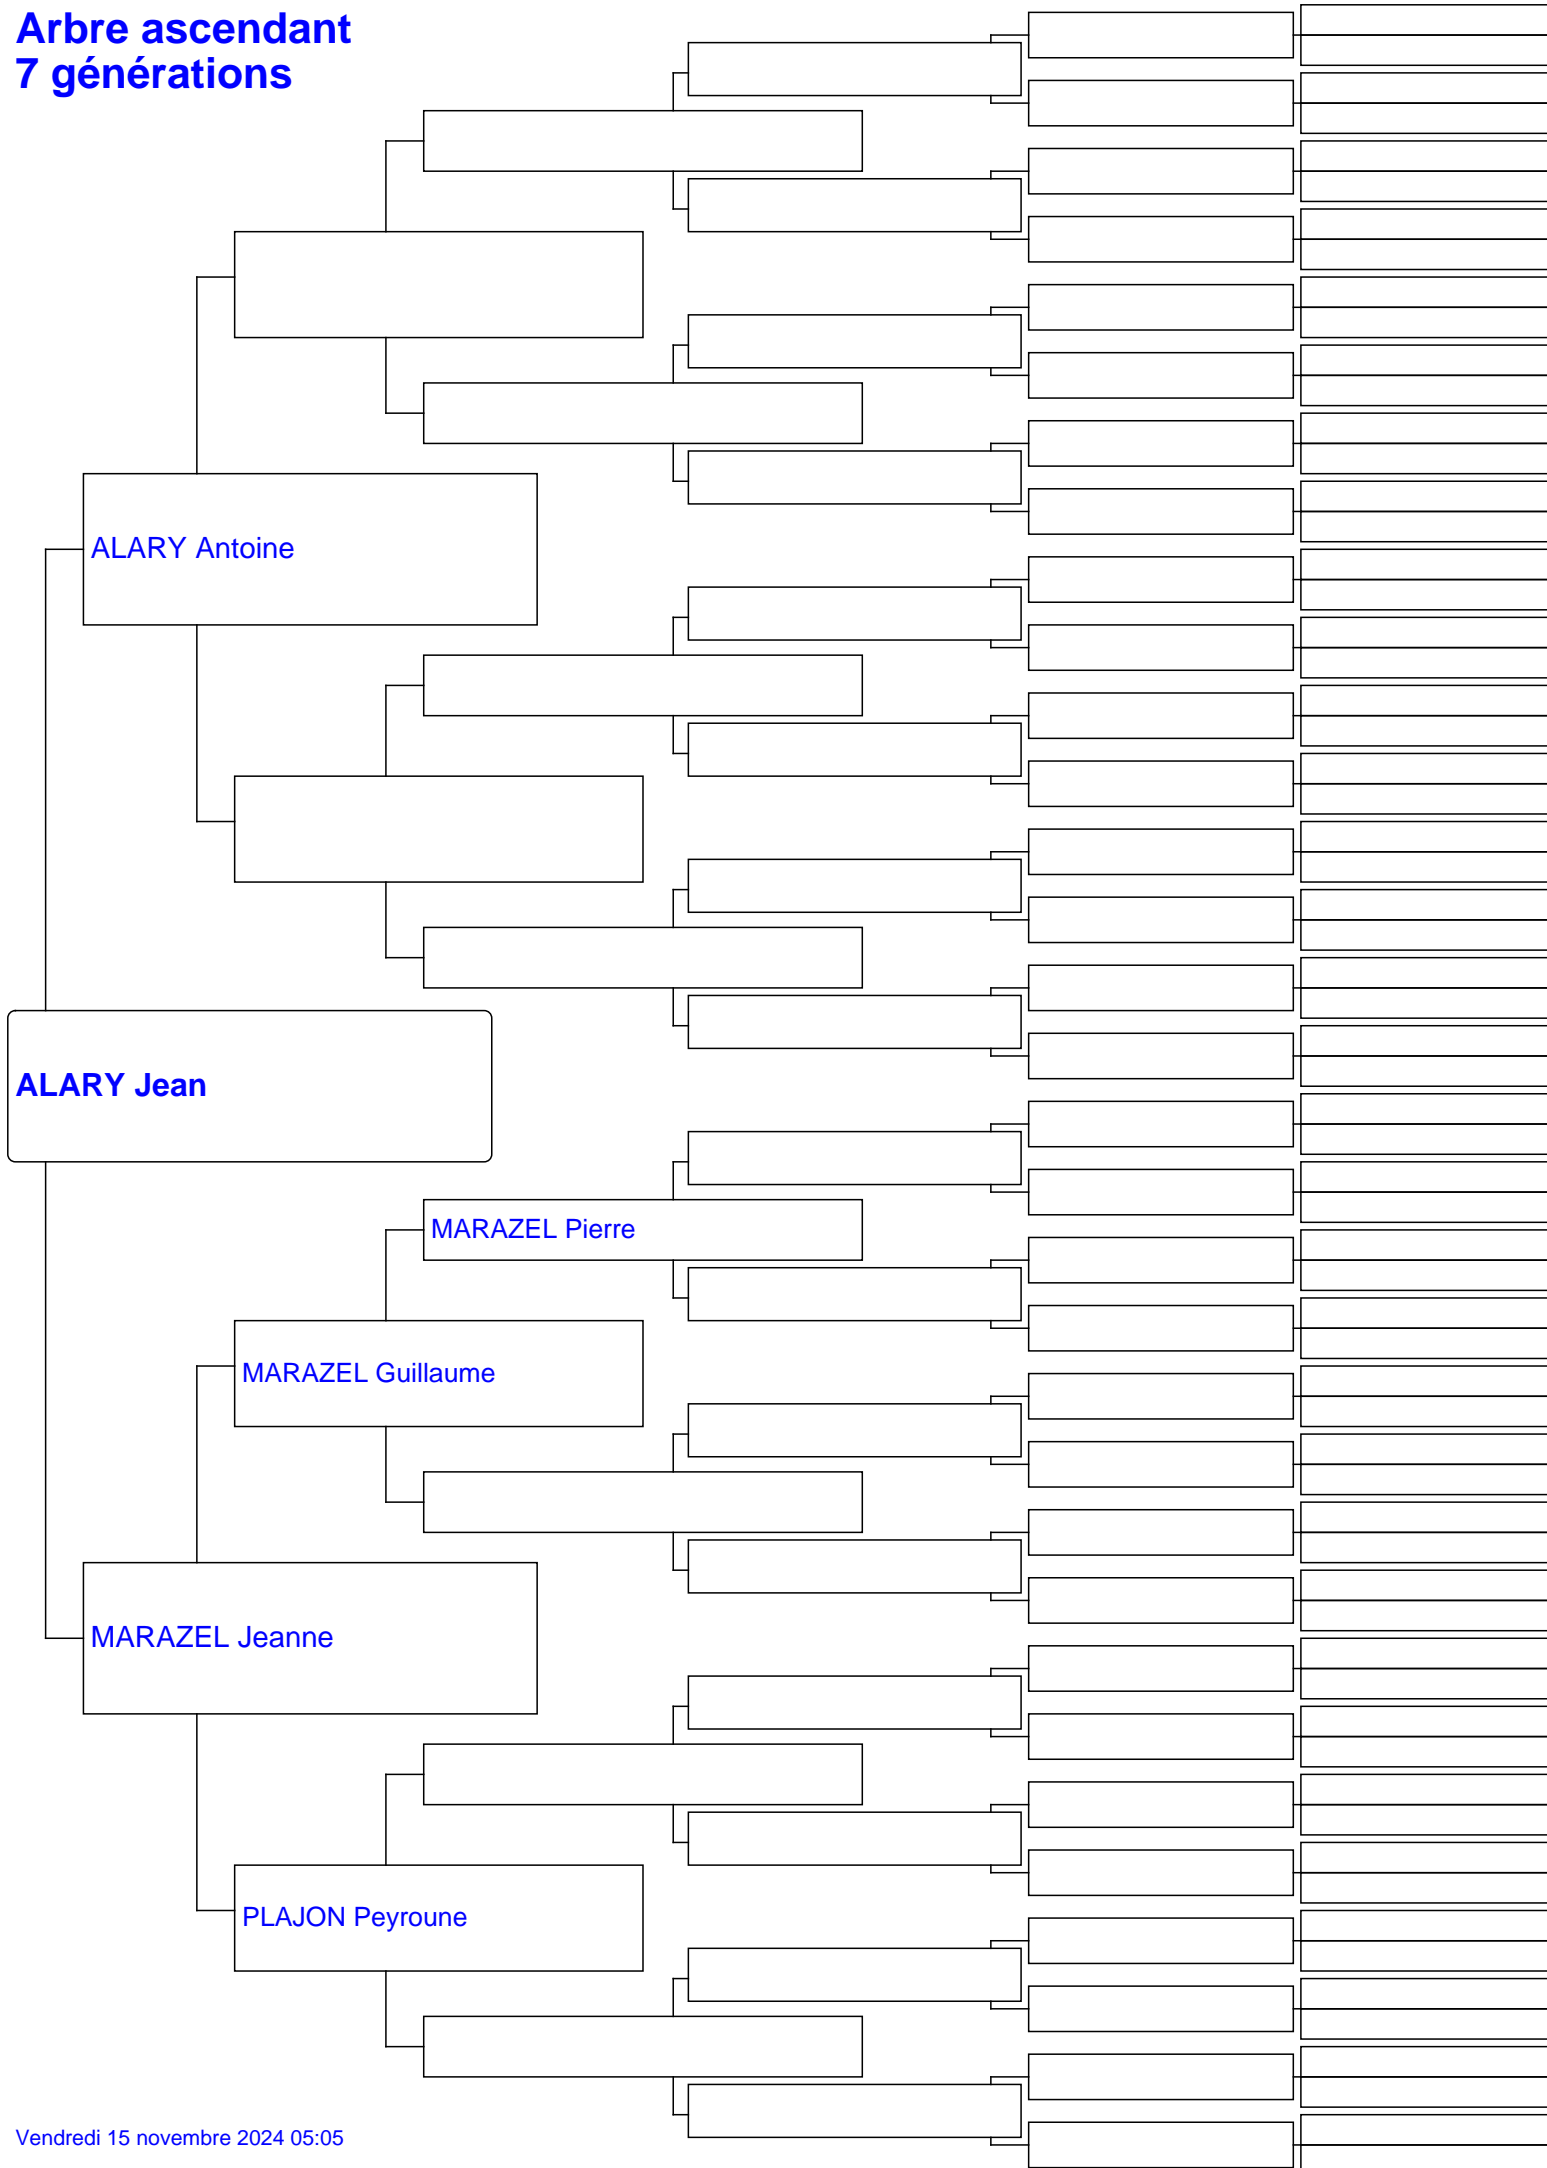 Arbre ascendant
7 générations
ALARY Antoine
ALARY Jean
MARAZEL Pierre
MARAZEL Guillaume
MARAZEL Jeanne
PLAJON Peyroune
Vendredi 15 novembre 2024 05:05